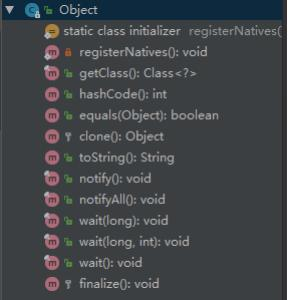 Object
static class initializer registerNatives(
registerNatives(): void
getClass(): Class<?>
hashCode(): int
equals(Object): boolean
clone(): Object
toString(): String
notify(): void
notifyAll(): void
wait(long): void
wait(long, int): void
wait(): void
finalize(): void